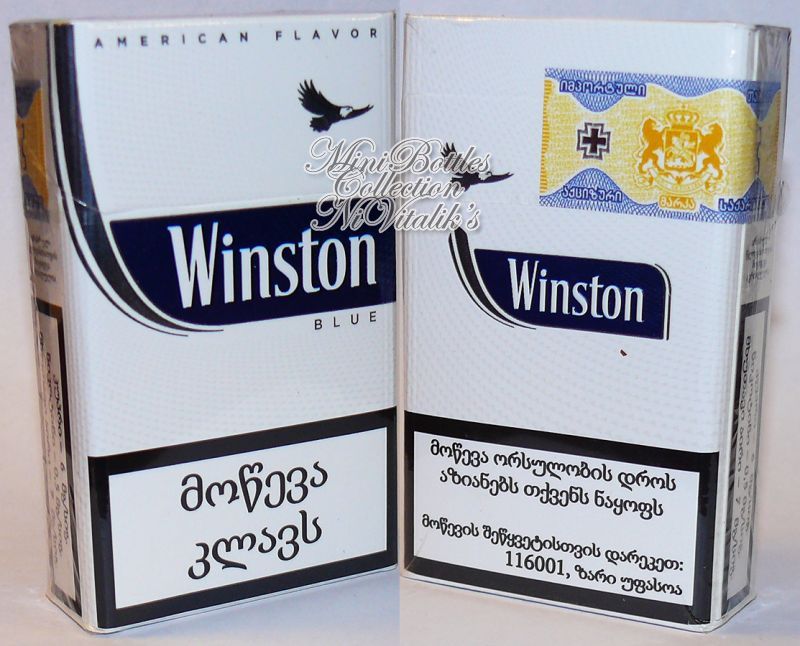 AMERICAN FLAVOR
Winston
BLUE
მოწევა
კლავს
MiniBottles
Collection
NiVitalik's
იმპორტული
აქციზური
მარკა
Winston
მოწევა ორსულობის დროს
აზიანებს თქვენს ნაყოფს
მოწევის შეწყვეტისთვის დარეკეთ:
116001, ზარი უფასოა